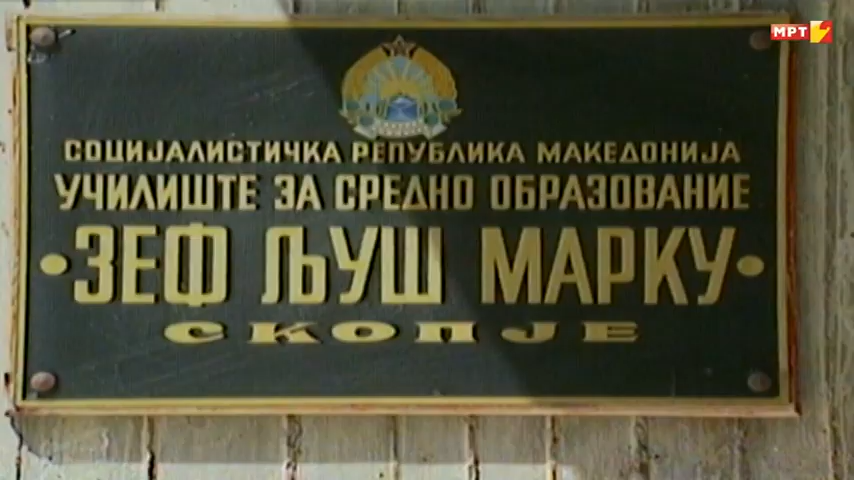 МРТ
СОЦИЈАЛИСТИЧКА РЕПУБЛИКА МАКЕДОНИЈА
УЧИЛИШТЕ ЗА СРЕДНО ОБРАЗОВАНИЕ
·ЗЕФ ЉУШ МАРКУ·
СКОПЈЕ